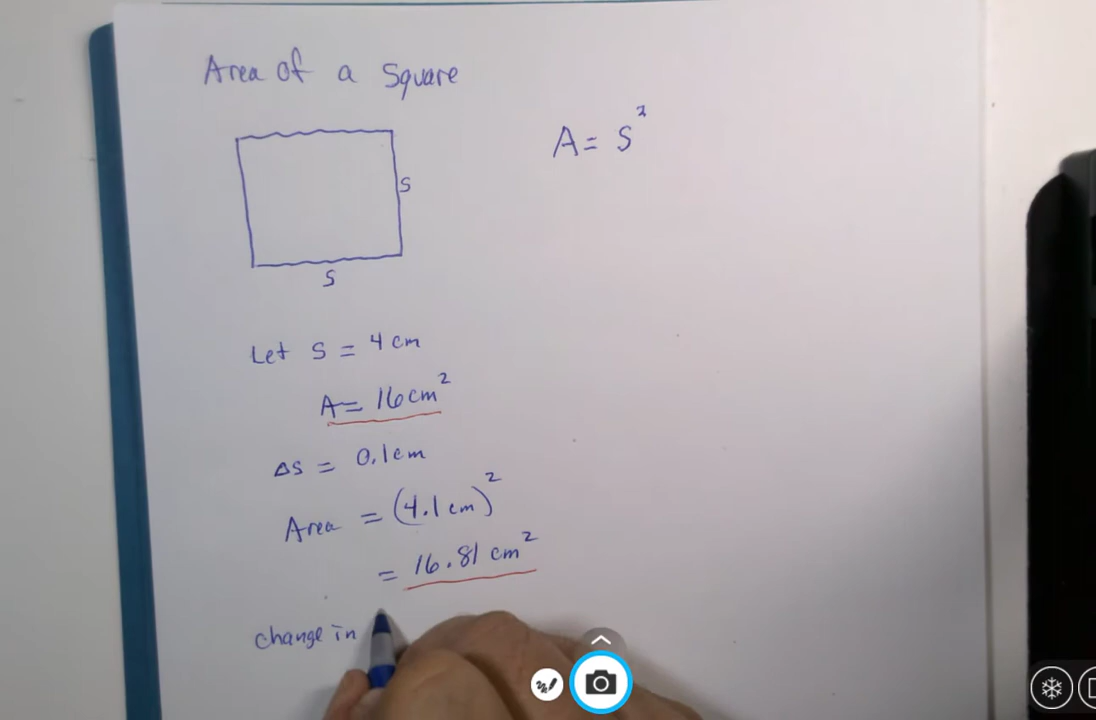 Area of a Square
A = S²
S
S
Let S = 4 cm
A = 16 cm²
ΔS = 0.1 cm
Area = (4.1 cm)²
= 16.81 cm²
change in